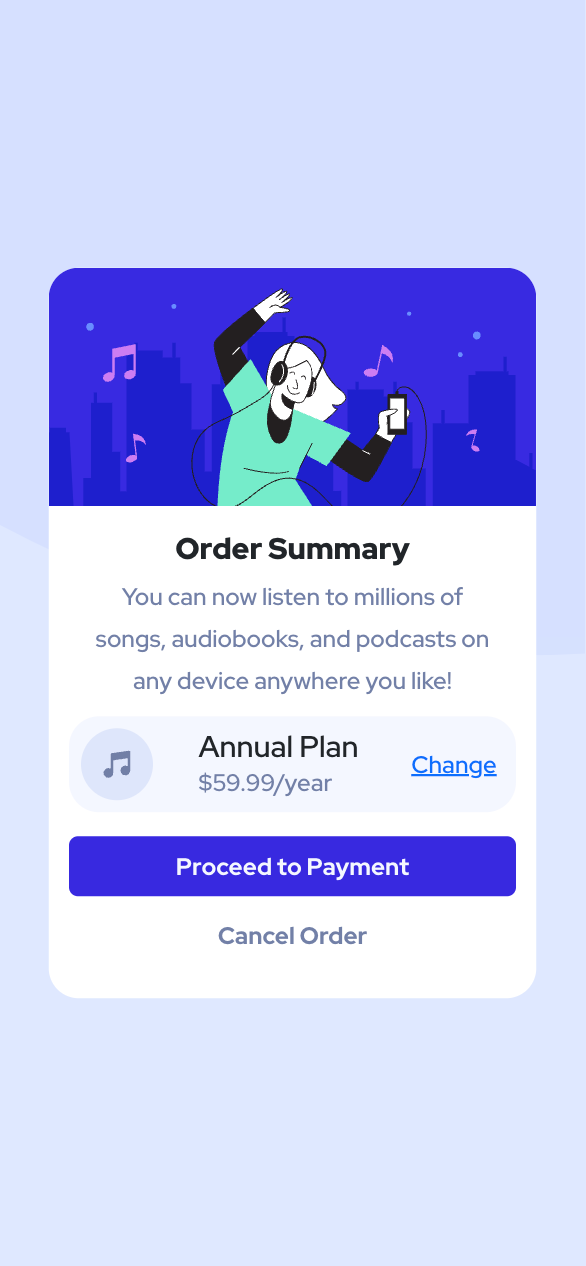 Order Summary
You can now listen to millions of
songs, audiobooks, and podcasts on
any device anywhere you like!
Annual Plan
$59.99/year
Change
Proceed to Payment
Cancel Order